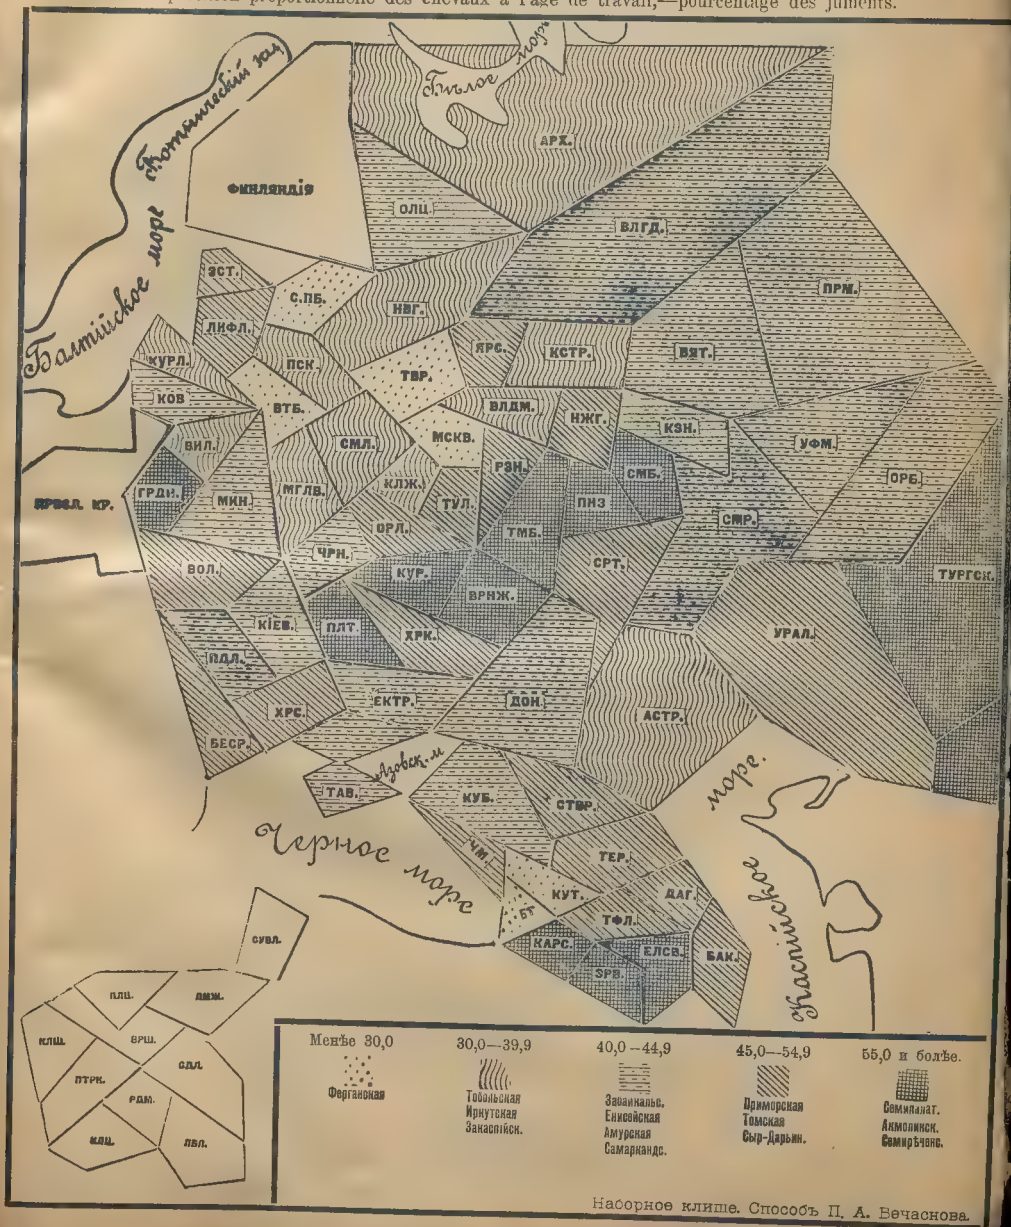 proportionnelle des chevaux à l'age de travail,—pourcentage des juments.
Бѣлое море
Ботническій зал.
Балтійское море
АРХ.
ФИНЛЯНДІЯ
ОЛЦ.
ВЛГД.
ЭСТ.
С.ПБ.
НВГ.
ПРМ.
ЛИФЛ.
ЯРС.
КСТР.
ВЯТ.
КУРЛ.
ПСК.
ТВР.
КОВ
ВТБ.
ВЛДМ.
НЖГ.
КЗН.
УФМ.
ВИЛ.
СМЛ.
МСКВ.
РЗН.
СМБ.
ОРБ.
ПРВСЛ. КР.
ГРДН.
МИН.
МГЛВ.
КЛЖ.
ТУЛ.
ПНЗ
СМР.
ОРЛ.
ТМБ.
ВОЛ.
ЧРН.
КУР.
СРТ.
ТУРГСК.
ВРНЖ.
КІЕВ.
ПЛТ.
ХРК.
УРАЛ.
ПДЛ.
ЕКТР.
ДОН.
ХРС.
АСТР.
БЕСР.
Азовск. м
ТАВ.
КУБ.
СТВР.
море.
Черное море
ЧМ.
ТЕР.
Каспійское
КУТ.
ДАГ.
БТ
ТФЛ.
КАРС.
ЕЛСВ.
БАК.
ЭРВ.
СУВЛ.
ПЛЦ.
ЛМЖ.
КЛШ.
ВРШ.
ПТРК.
СДЛ.
РДМ.
КЛЦ.
ЛБЛ.
Менѣе 30,0
30,0—39,9
40,0—44,9
45,0—54,9
55,0 и болѣе.
Ферганская
Тобольская
Иркутская
Закаспійск.
Забайкальс.
Енисейская
Амурская
Самаркандс.
Приморская
Томская
Сыр-Дарьин.
Семипалат.
Акмолинск.
Семирѣченс.
Наборное клише. Способъ П. А. Вечаснова.